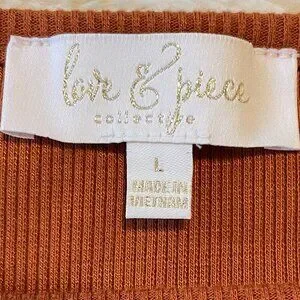 love & piece
collective
L
MADE IN
VIETNAM